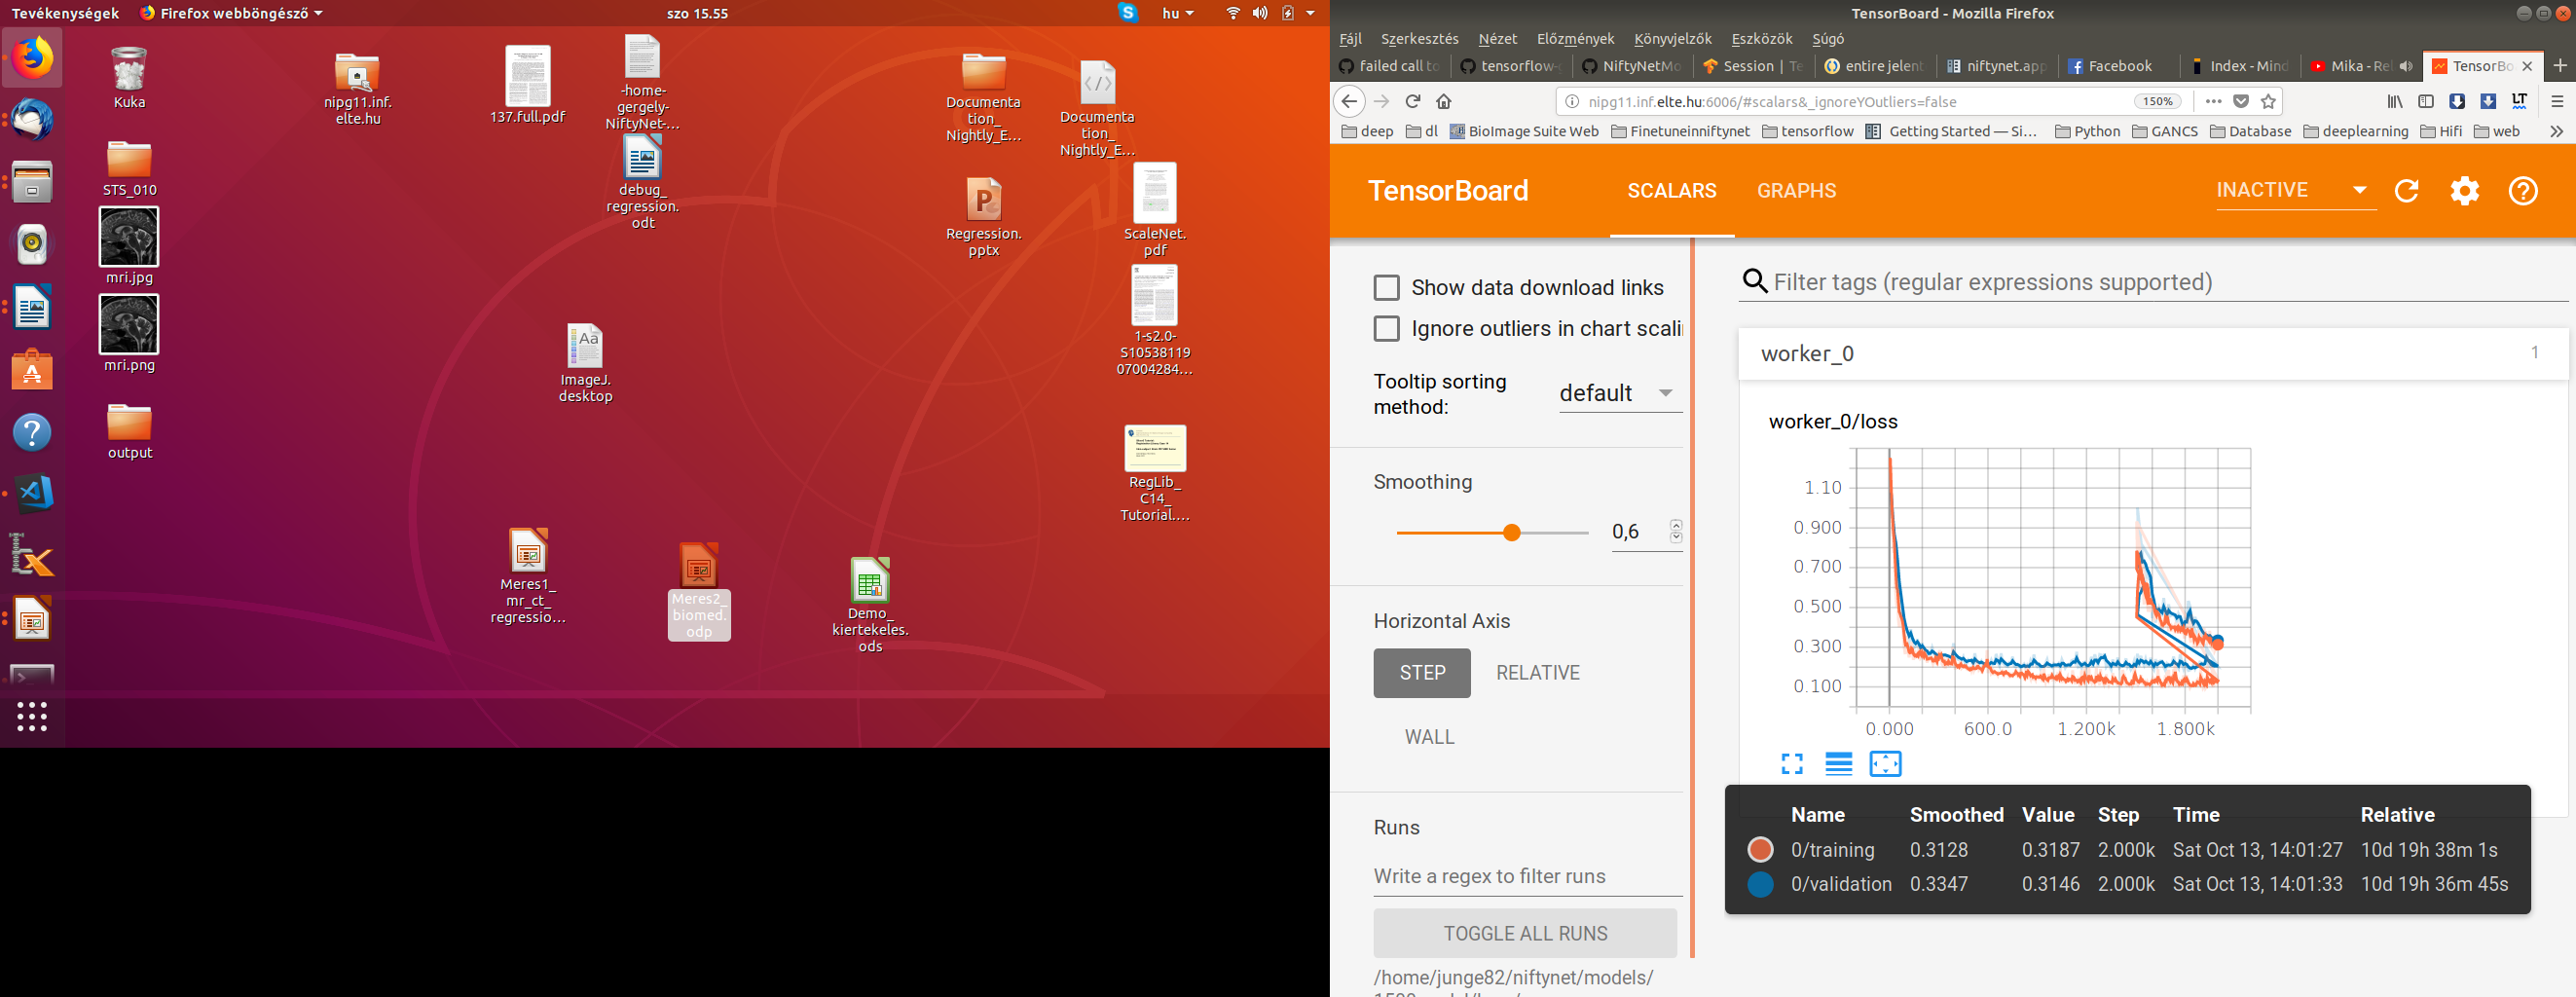 Tevékenységek
Firefox webböngésző
szo 15.55
hu
Kuka
nipg11.inf.
elte.hu
137.full.pdf
-home-
gergely-
NiftyNet-...
Documenta
tion_
Nightly_E...
Documenta
tion_
Nightly_E...
STS_010
debug_
regression.
odt
Regression.
pptx
ScaleNet.
pdf
mri.jpg
mri.png
1-s2.0-
S10538119
07004284...
ImageJ.
desktop
output
RegLib_
C14_
Tutorial....
Meres1_
mr_ct_
regressio...
Meres2_
biomed.
odp
Demo_
kiertekeles.
ods
TensorBoard - Mozilla Firefox
Fájl Szerkesztés Nézet Előzmények Könyvjelzők Eszközök Súgó
failed call to tensorflow- NiftyNetMo Session | Te entire jelent niftynet.app Facebook Index - Mind Mika - Rel TensorBo
nipg11.inf.elte.hu:6006/#scalars&_ignoreYOutliers=false 150%
deep dl BioImage Suite Web Finetuneinniftynet tensorflow Getting Started — Si... Python GANCS Database deeplearning Hifi web
TensorBoard SCALARS GRAPHS INACTIVE
Show data download links
Ignore outliers in chart scali
Tooltip sorting
method: default
Smoothing
0,6
Horizontal Axis
STEP RELATIVE
WALL
Runs
Write a regex to filter runs
TOGGLE ALL RUNS
/home/junge82/niftynet/models/
Filter tags (regular expressions supported)
worker_0 1
worker_0/loss
1.10
0.900
0.700
0.500
0.300
0.100
0.000 600.0 1.200k 1.800k
Name Smoothed Value Step Time Relative
0/training 0.3128 0.3187 2.000k Sat Oct 13, 14:01:27 10d 19h 38m 1s
0/validation 0.3347 0.3146 2.000k Sat Oct 13, 14:01:33 10d 19h 36m 45s